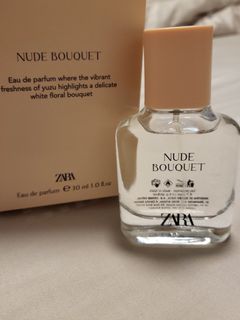 NUDE BOUQUET
Eau de parfum where the vibrant
freshness of yuzu highlights a delicate
white floral bouquet
ZARA
Eau de parfum ℮ 30 ml 1.0 fl.oz
NUDE
BOUQUET
ZARA